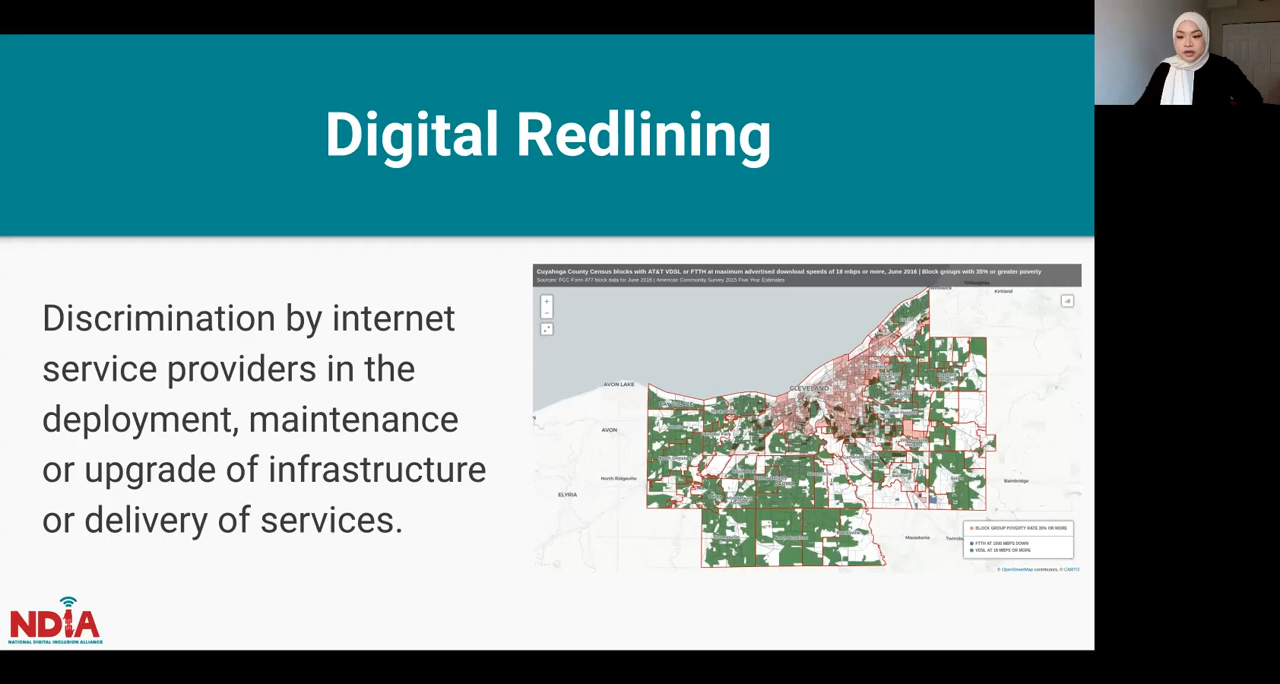 Digital Redlining
Discrimination by internet
service providers in the
deployment, maintenance
or upgrade of infrastructure
or delivery of services.
Cuyahoga County Census blocks with AT&T VDSL or FTTH at maximum advertised download speeds of 18 mbps or more, June 2016 | Block groups with 35% or greater poverty
Sources: FCC Form 477 block data for June 2016 | American Community Survey 2015 Five Year Estimates
Kirtland
AVON LAKE
CLEVELAND
AVON
North Ridgeville
ELYRIA
Bainbridge
Macedonia
BLOCK GROUP POVERTY RATE 35% OR MORE
FTTH AT 1000 MBPS DOWN
VDSL AT 18 MBPS OR MORE
© OpenStreetMap contributors, © CARTO
NDIA
NATIONAL DIGITAL INCLUSION ALLIANCE